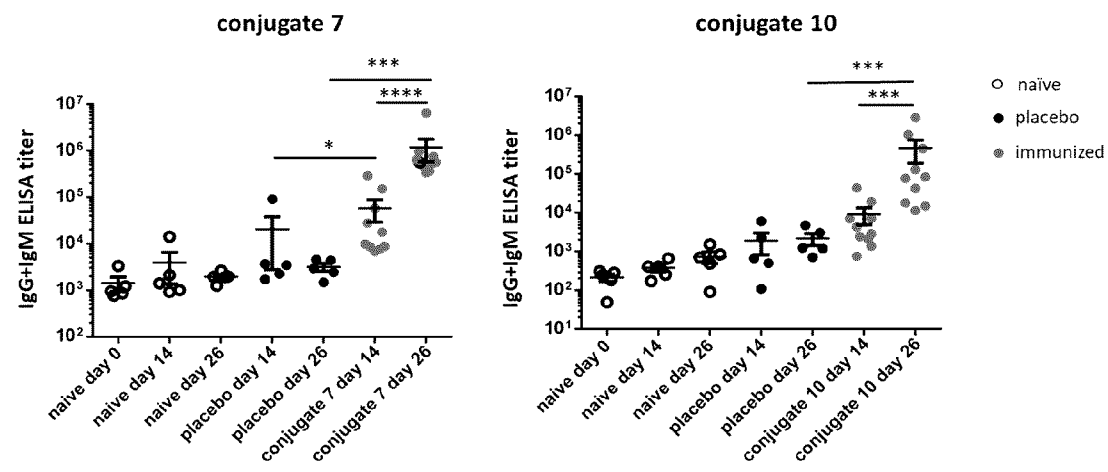 conjugate 7
***
****
*
IgG+IgM ELISA titer
10⁷
10⁶
10⁵
10⁴
10³
10²
naive day 0
naive day 14
naive day 26
placebo day 14
placebo day 26
conjugate 7 day 14
conjugate 7 day 26
conjugate 10
***
***
IgG+IgM ELISA titer
10⁷
10⁶
10⁵
10⁴
10³
10²
10¹
naive day 0
naive day 14
naive day 26
placebo day 14
placebo day 26
conjugate 10 day 14
conjugate 10 day 26
naïve
placebo
immunized